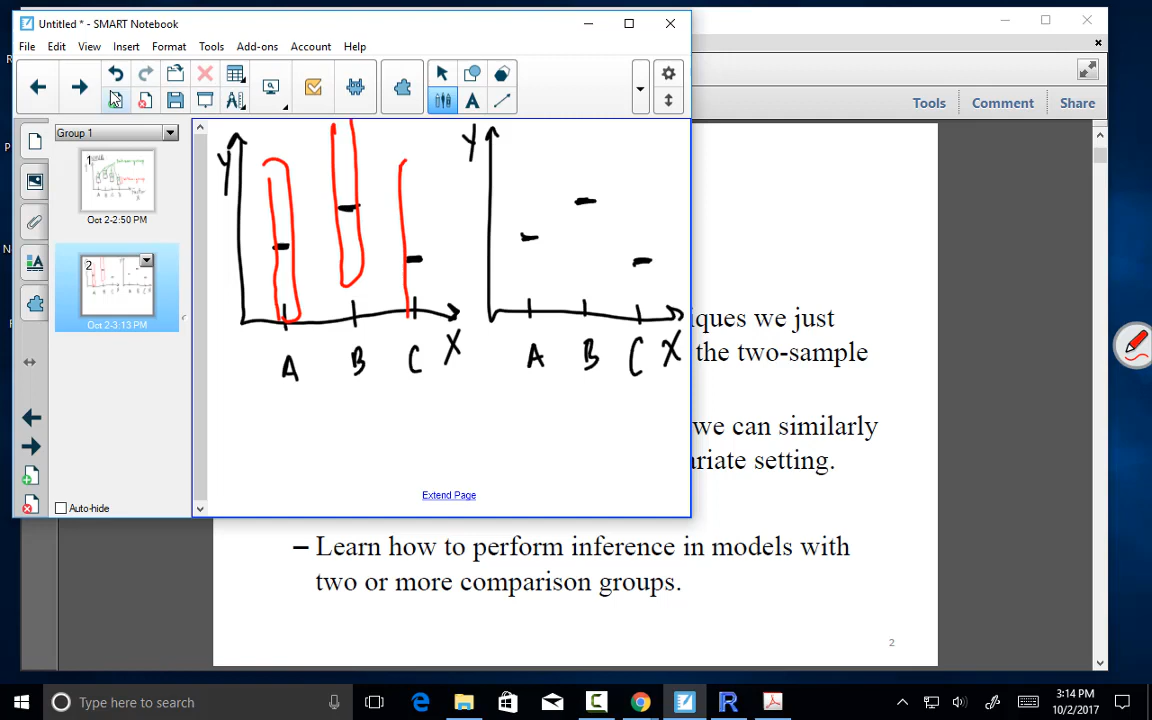 Untitled * - SMART Notebook
File Edit View Insert Format Tools Add-ons Account Help
Tools Comment Share
Group 1
1
Oct 2-2:50 PM
2
Oct 2-3:13 PM
Auto-hide
Y Y
A B C X A B C X
Extend Page
iques we just
the two-sample
we can similarly
ariate setting.
– Learn how to perform inference in models with
two or more comparison groups.
2
Type here to search
3:14 PM
10/2/2017